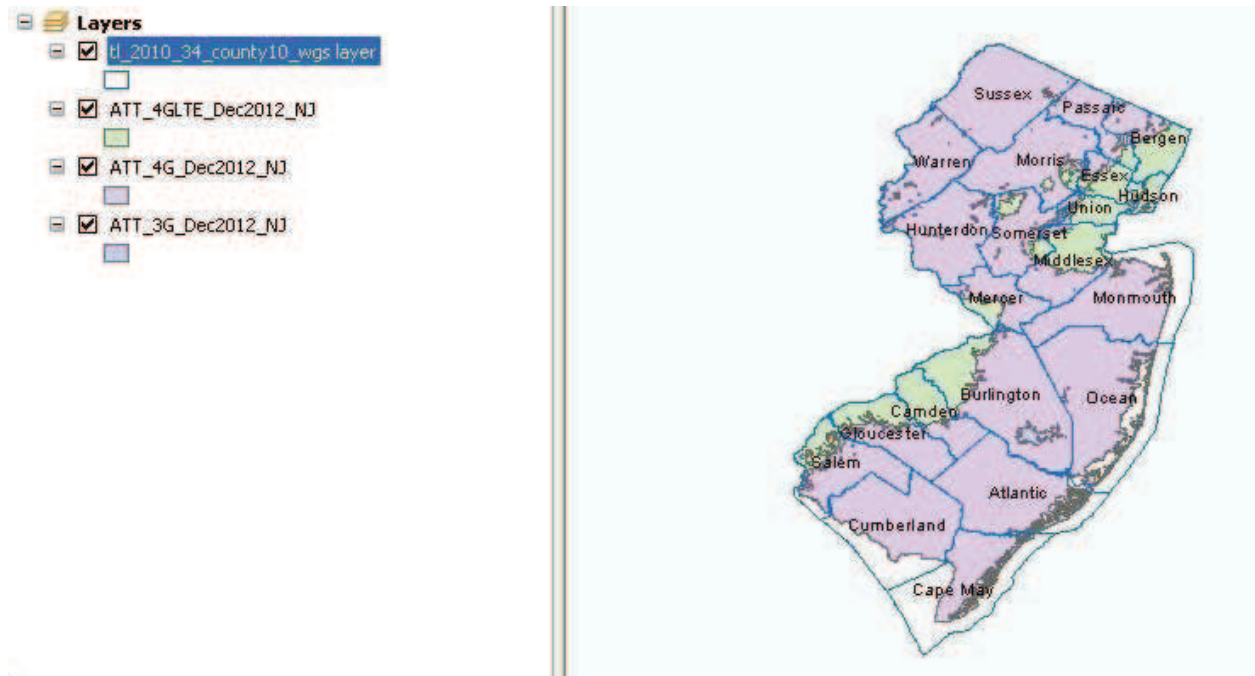 Layers
tl_2010_34_county10_wgs layer
ATT_4GLTE_Dec2012_NJ
ATT_4G_Dec2012_NJ
ATT_3G_Dec2012_NJ
Sussex
Passaic
Bergen
Warren
Morris
Essex
Hudson
Union
Hunterdon
Somerset
Middlesex
Mercer
Monmouth
Burlington
Ocean
Camden
Gloucester
Salem
Atlantic
Cumberland
Cape May